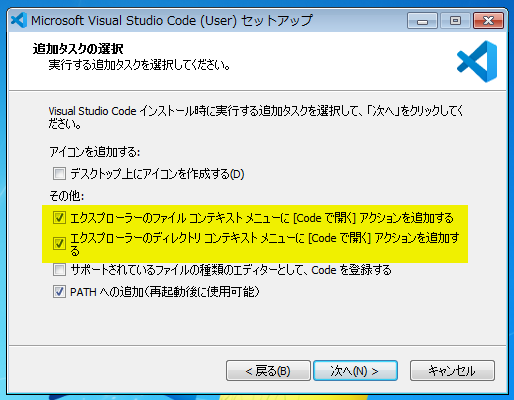 Microsoft Visual Studio Code (User) セットアップ
追加タスクの選択
実行する追加タスクを選択してください。
Visual Studio Code インストール時に実行する追加タスクを選択して、「次へ」をクリックしてく
ださい。
アイコンを追加する:
デスクトップ上にアイコンを作成する(D)
その他:
エクスプローラーのファイル コンテキスト メニューに [Code で開く] アクションを追加する
エクスプローラーのディレクトリ コンテキスト メニューに [Code で開く] アクションを追加す
る
サポートされているファイルの種類のエディターとして、Code を登録する
PATH への追加（再起動後に使用可能）
< 戻る(B)
次へ(N) >
キャンセル